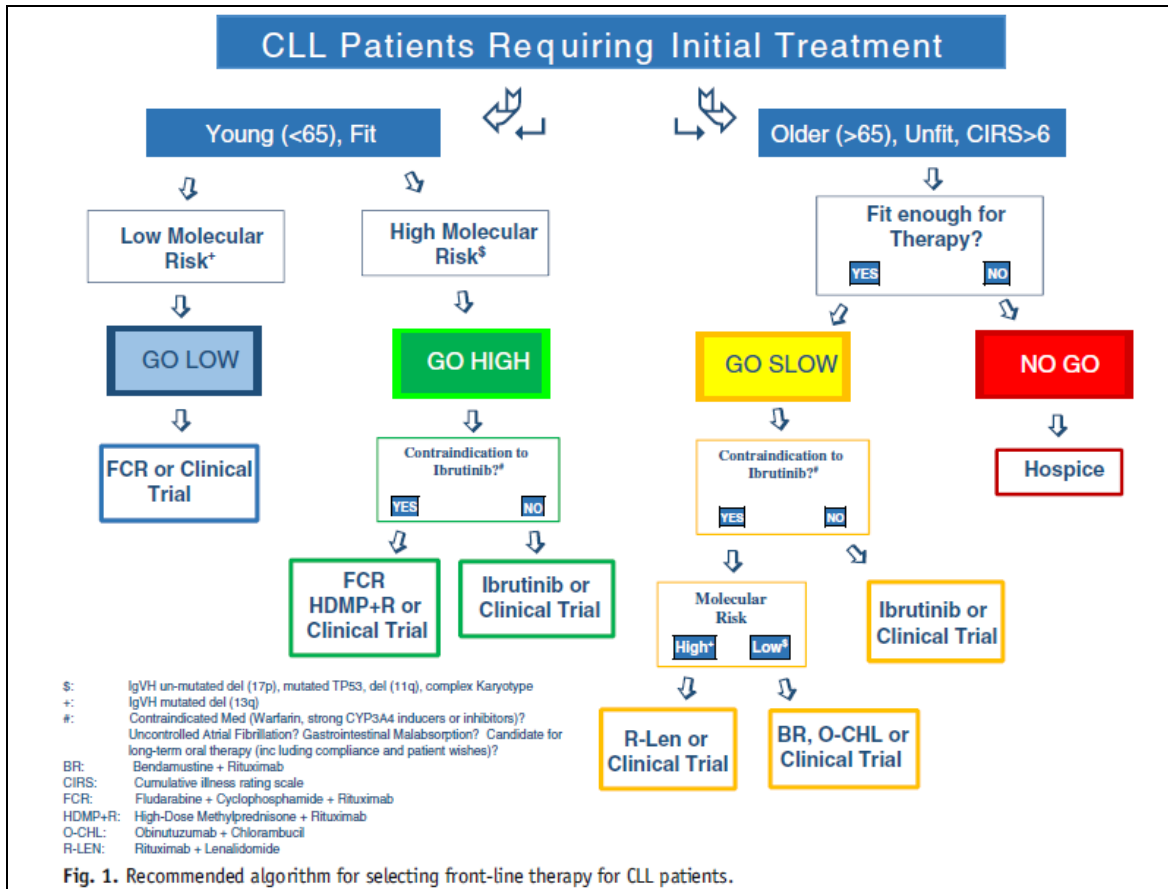 CLL Patients Requiring Initial Treatment
Young (<65), Fit
Older (>65), Unfit, CIRS>6
Low Molecular
Risk+
High Molecular
Risk$
Fit enough for
Therapy?
YES
NO
GO LOW
GO HIGH
GO SLOW
NO GO
FCR or Clinical
Trial
Contraindication to
Ibrutinib?#
YES
NO
Contraindication to
Ibrutinib?#
YES
NO
Hospice
FCR
HDMP+R or
Clinical Trial
Ibrutinib or
Clinical Trial
Molecular
Risk
High+
Low$
Ibrutinib or
Clinical Trial
R-Len or
Clinical Trial
BR, O-CHL or
Clinical Trial
$: IgVH un-mutated del (17p), mutated TP53, del (11q), complex Karyotype
+: IgVH mutated del (13q)
#: Contraindicated Med (Warfarin, strong CYP3A4 inducers or inhibitors)?
Uncontrolled Atrial Fibrillation? Gastrointestinal Malabsorption? Candidate for
long-term oral therapy (inc luding compliance and patient wishes)?
BR: Bendamustine + Rituximab
CIRS: Cumulative illness rating scale
FCR: Fludarabine + Cyclophosphamide + Rituximab
HDMP+R: High-Dose Methylprednisone + Rituximab
O-CHL: Obinutuzumab + Chlorambucil
R-LEN: Rituximab + Lenalidomide
Fig. 1. Recommended algorithm for selecting front-line therapy for CLL patients.